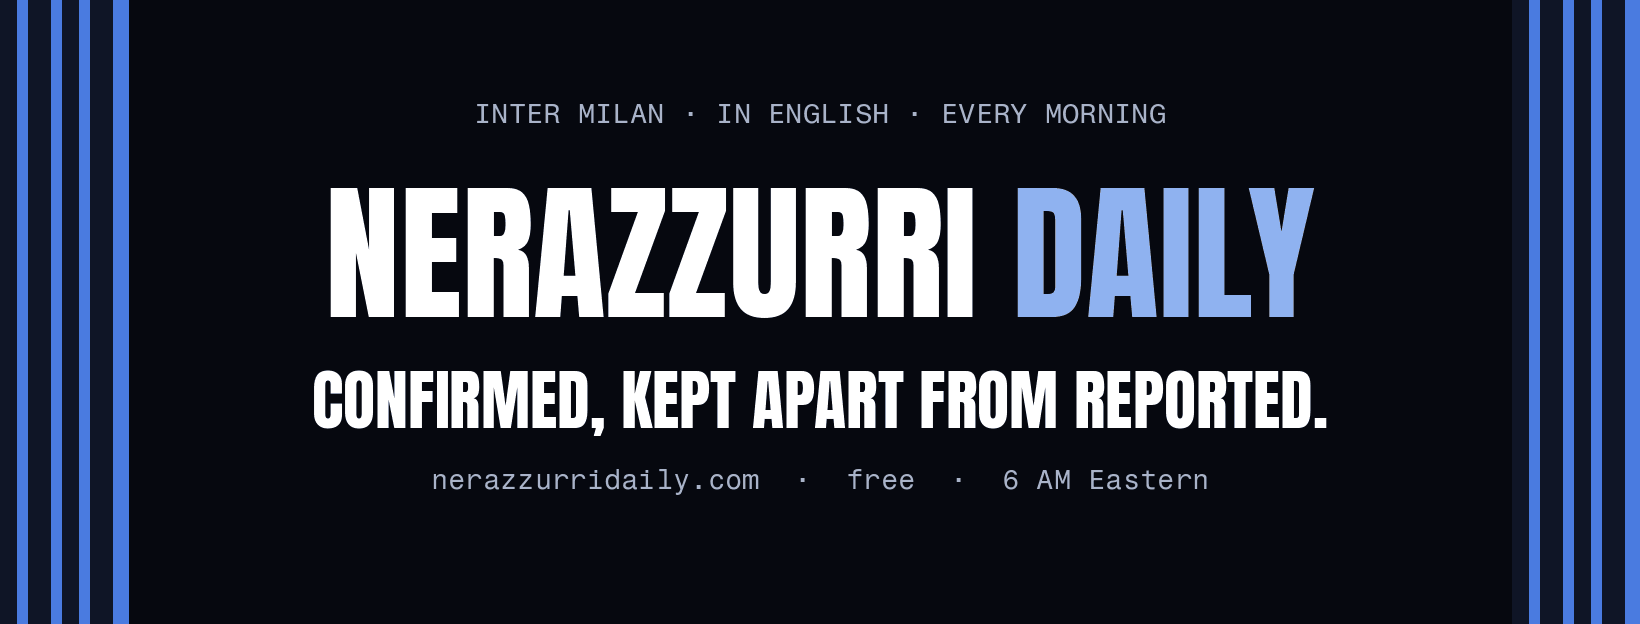 INTER MILAN · IN ENGLISH · EVERY MORNING
NERAZZURRI DAILY
CONFIRMED, KEPT APART FROM REPORTED.
nerazzurridaily.com · free · 6 AM Eastern